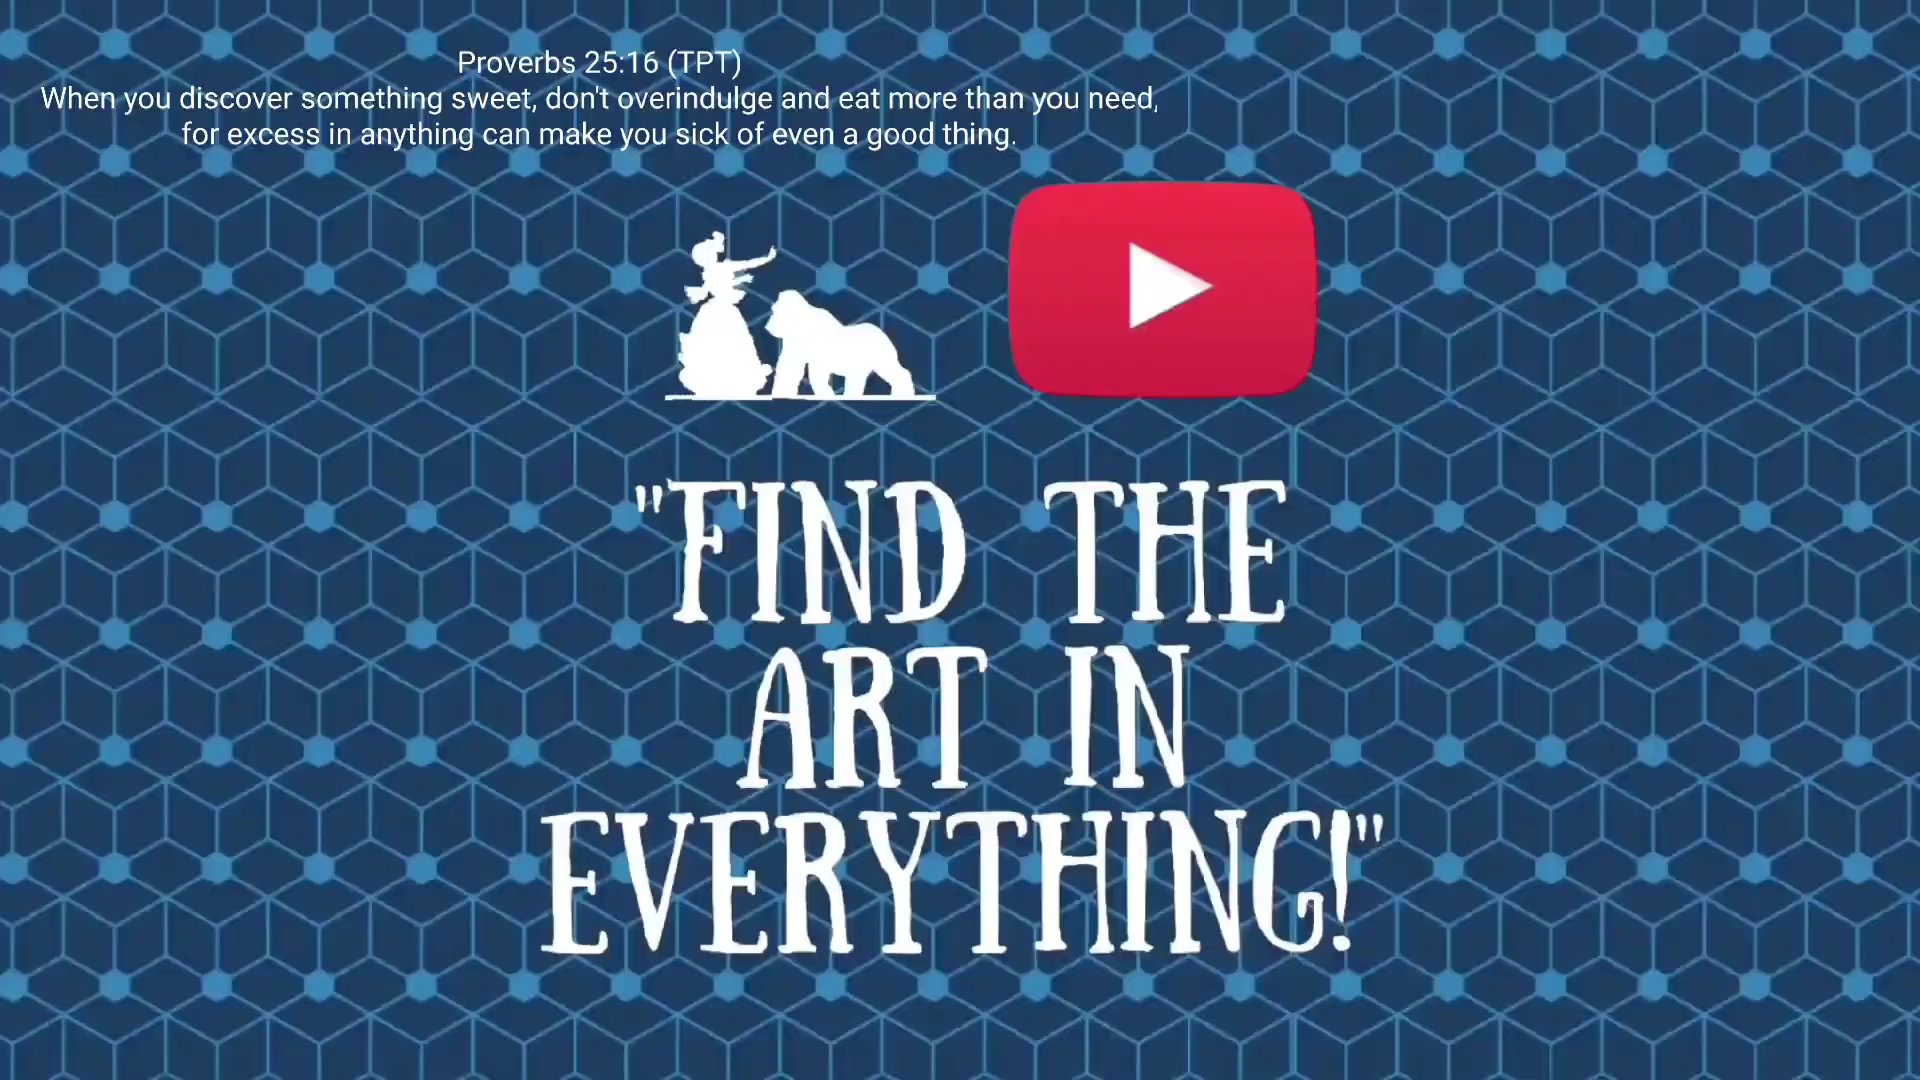 Proverbs 25:16 (TPT)
When you discover something sweet, don't overindulge and eat more than you need,
for excess in anything can make you sick of even a good thing.
"FIND THE
ART IN
EVERYTHING!"